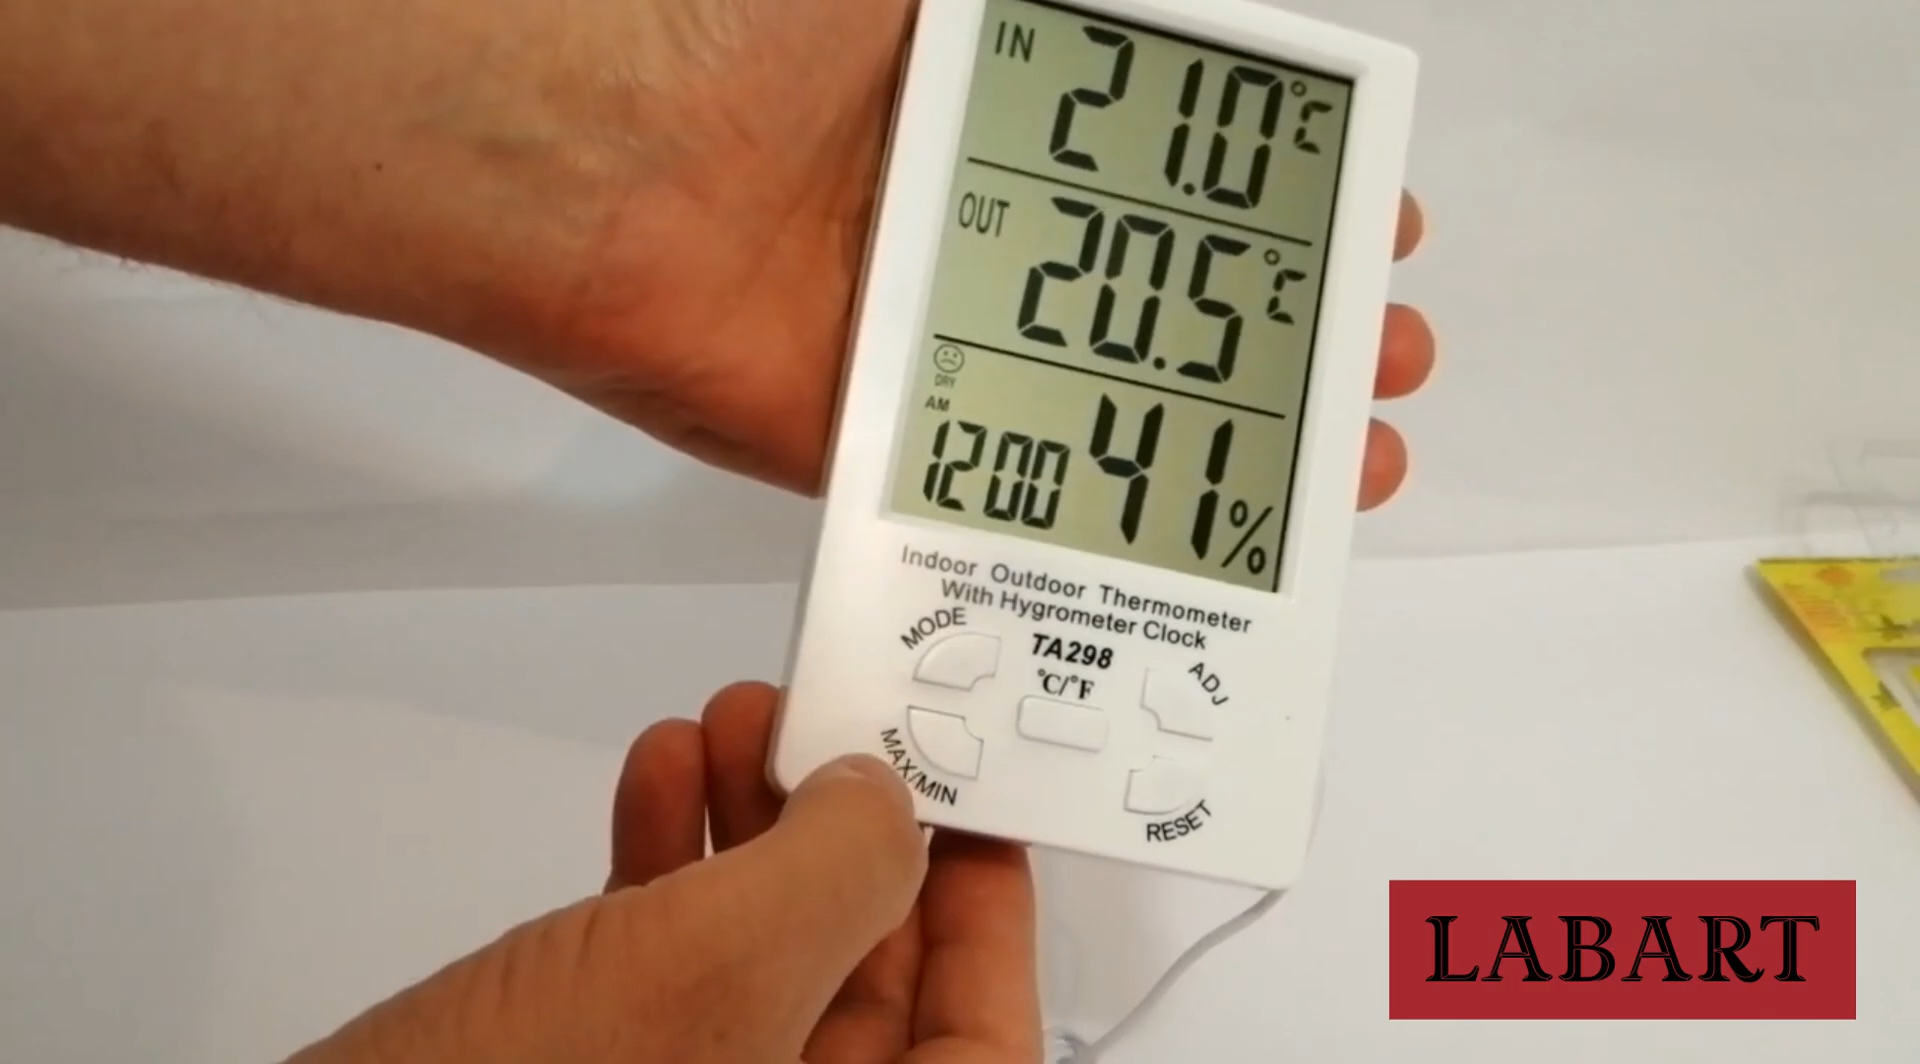 IN 21.0 °C
OUT 20.5 °C
DRY
AM
12 00 41 %
Indoor Outdoor Thermometer
With Hygrometer Clock
MODE
TA298
ADJ
°C/°F
MAX/MIN
RESET
LABART